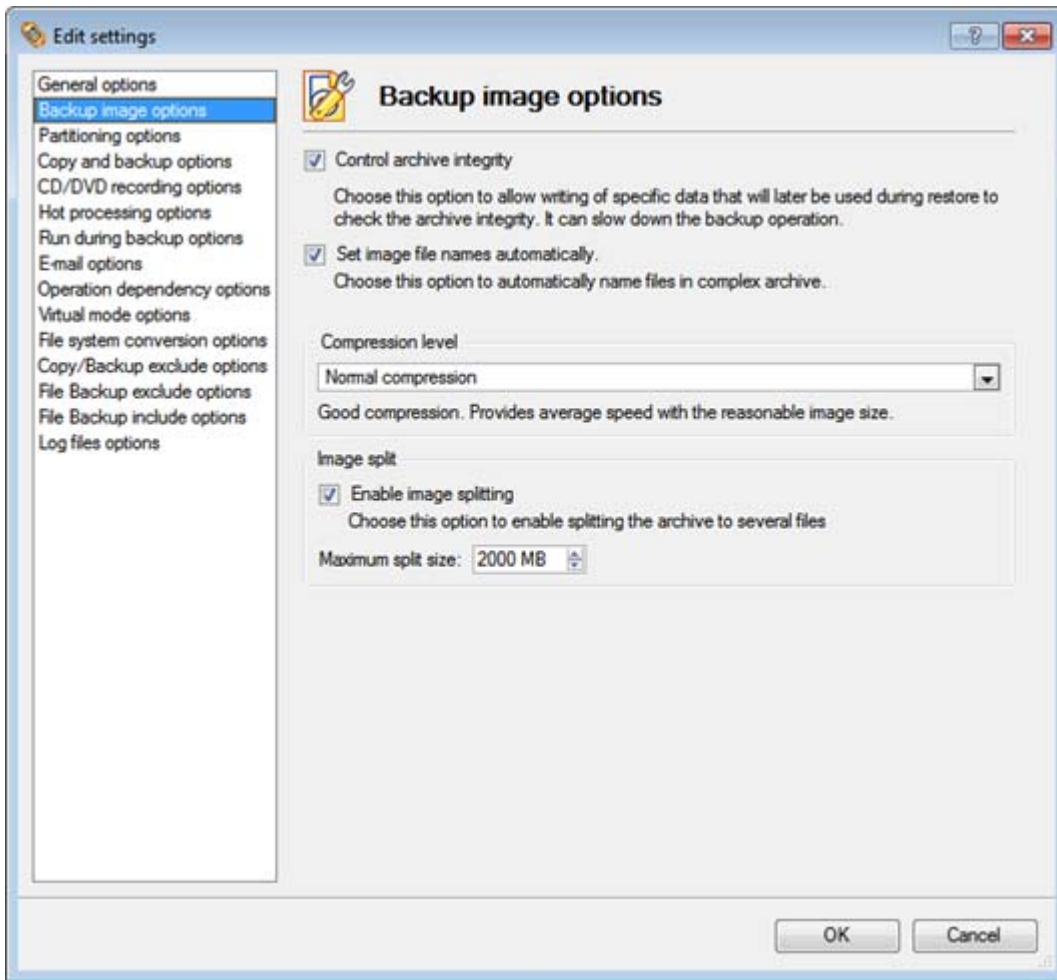 Edit settings
General options
Backup image options
Partitioning options
Copy and backup options
CD/DVD recording options
Hot processing options
Run during backup options
E-mail options
Operation dependency options
Virtual mode options
File system conversion options
Copy/Backup exclude options
File Backup exclude options
File Backup include options
Log files options
Backup image options
Control archive integrity
Choose this option to allow writing of specific data that will later be used during restore to
check the archive integrity. It can slow down the backup operation.
Set image file names automatically.
Choose this option to automatically name files in complex archive.
Compression level
Normal compression
Good compression. Provides average speed with the reasonable image size.
Image split
Enable image splitting
Choose this option to enable splitting the archive to several files
Maximum split size: 2000 MB
OK Cancel